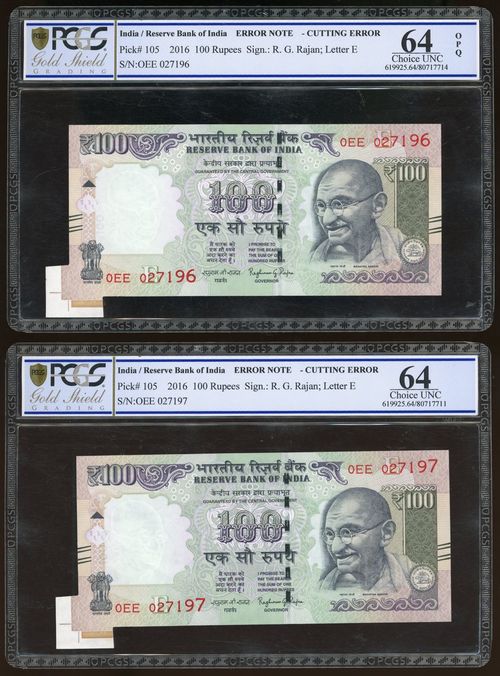 PCGS
Gold Shield
GRADING
India / Reserve Bank of India ERROR NOTE - CUTTING ERROR
Pick# 105 2016 100 Rupees Sign.: R. G. Rajan; Letter E
S/N:OEE 027196
64
Choice UNC
619925.64/80717714
OPQ
₹100
भारतीय रिज़र्व बैंक
RESERVE BANK OF INDIA
0EE 027196
केन्द्रीय सरकार द्वारा प्रत्याभूत
GUARANTEED BY THE CENTRAL GOVERNMENT
₹100
100
एक सौ रुपये
I PROMISE TO
PAY THE BEARER
THE SUM OF ONE
HUNDRED RUPEES
0EE 027196
गवर्नर
GOVERNOR
PCGS
Gold Shield
GRADING
India / Reserve Bank of India ERROR NOTE - CUTTING ERROR
Pick# 105 2016 100 Rupees Sign.: R. G. Rajan; Letter E
S/N:OEE 027197
64
Choice UNC
619925.64/80717711
₹100
भारतीय रिज़र्व बैंक
RESERVE BANK OF INDIA
0EE 027197
केन्द्रीय सरकार द्वारा प्रत्याभूत
GUARANTEED BY THE CENTRAL GOVERNMENT
₹100
100
एक सौ रुपये
I PROMISE TO
PAY THE BEARER
THE SUM OF ONE
HUNDRED RUPEES
0EE 027197
गवर्नर
GOVERNOR